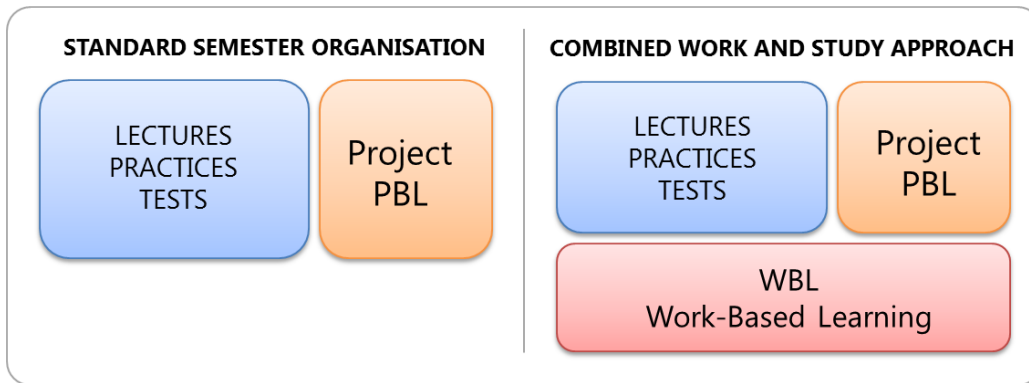 STANDARD SEMESTER ORGANISATION
LECTURES
PRACTICES
TESTS
Project
PBL
COMBINED WORK AND STUDY APPROACH
LECTURES
PRACTICES
TESTS
Project
PBL
WBL
Work-Based Learning